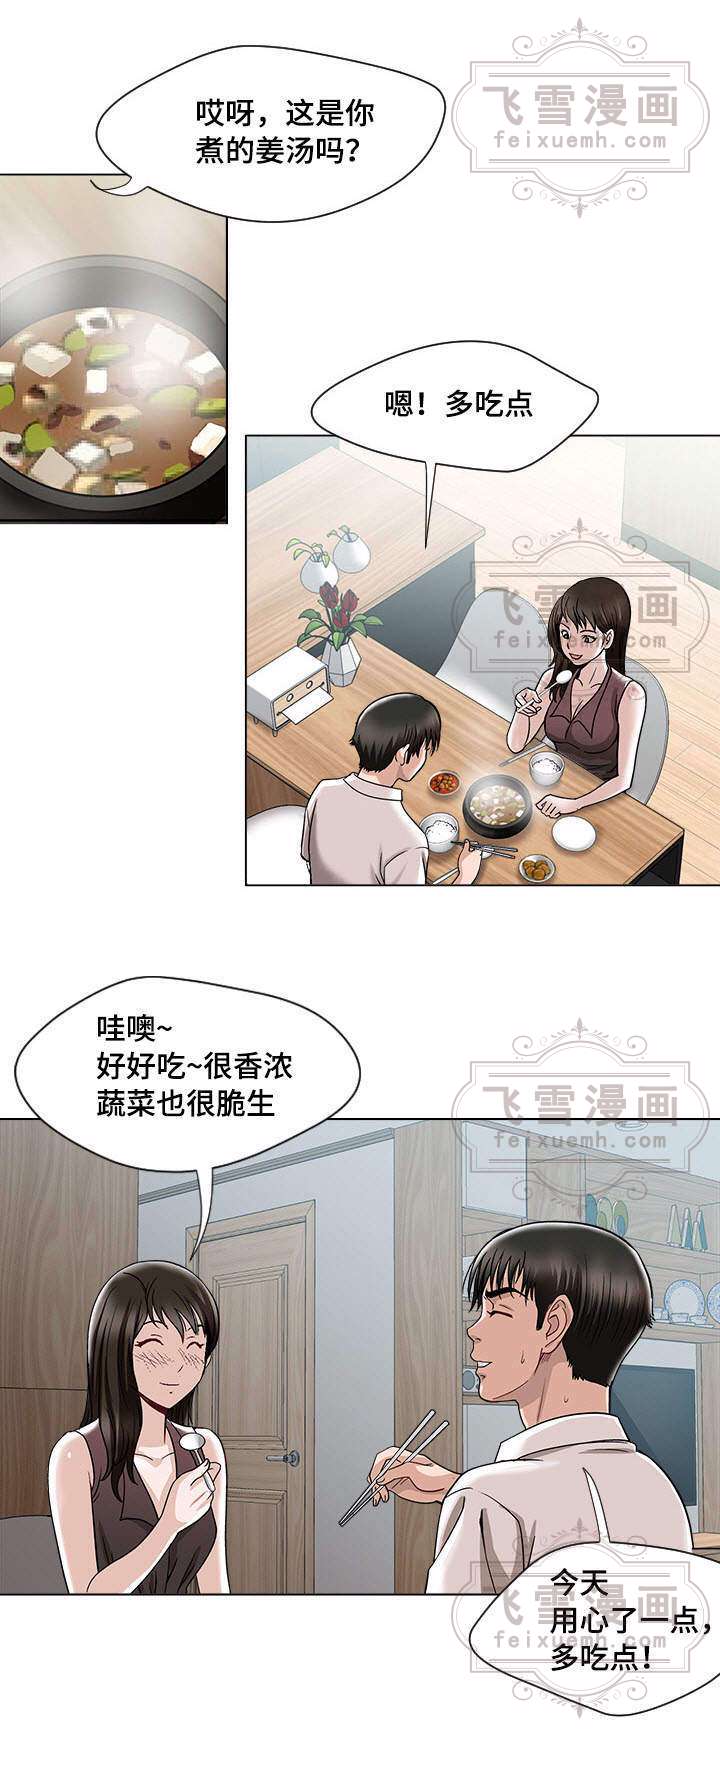 飞雪漫画
feixuemh.com
哎呀，这是你
煮的姜汤吗？
嗯！多吃点
飞雪漫画
feixuemh.com
哇噢~
好好吃~很香浓
蔬菜也很脆生
飞雪漫画
feixuemh.com
今天
用心了一点，
多吃点！
飞雪漫画
feixuemh.com